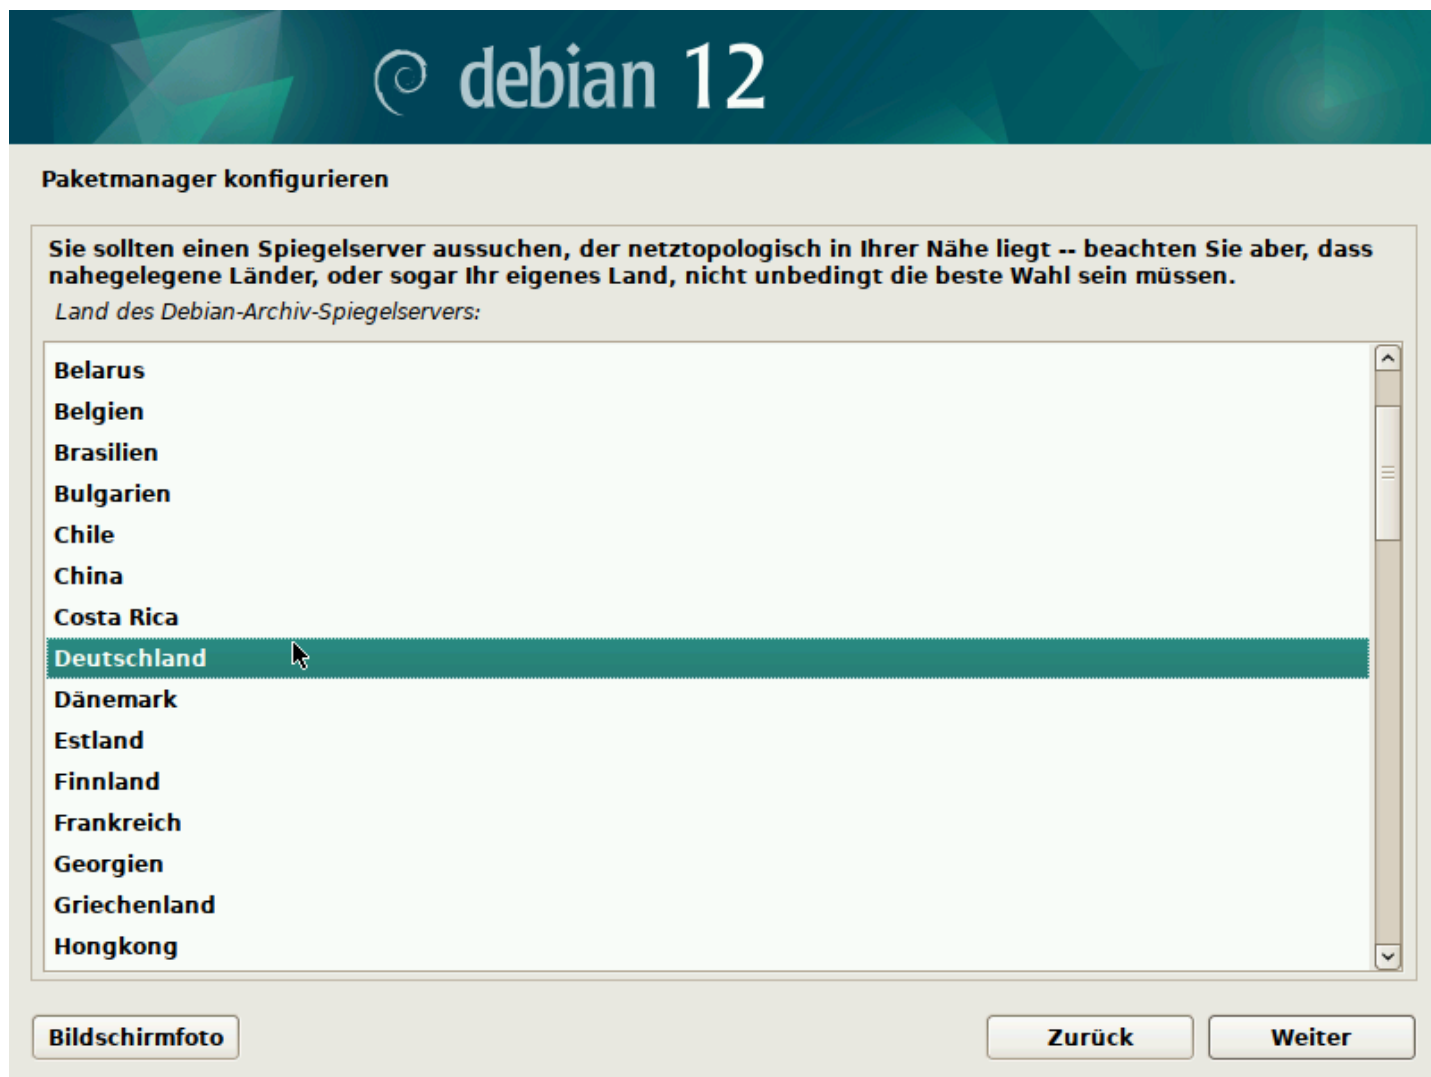 debian 12
Paketmanager konfigurieren
Sie sollten einen Spiegelserver aussuchen, der netztopologisch in Ihrer Nähe liegt -- beachten Sie aber, dass
nahegelegene Länder, oder sogar Ihr eigenes Land, nicht unbedingt die beste Wahl sein müssen.
Land des Debian-Archiv-Spiegelservers:
Belarus
Belgien
Brasilien
Bulgarien
Chile
China
Costa Rica
Deutschland
Dänemark
Estland
Finnland
Frankreich
Georgien
Griechenland
Hongkong
Bildschirmfoto
Zurück
Weiter